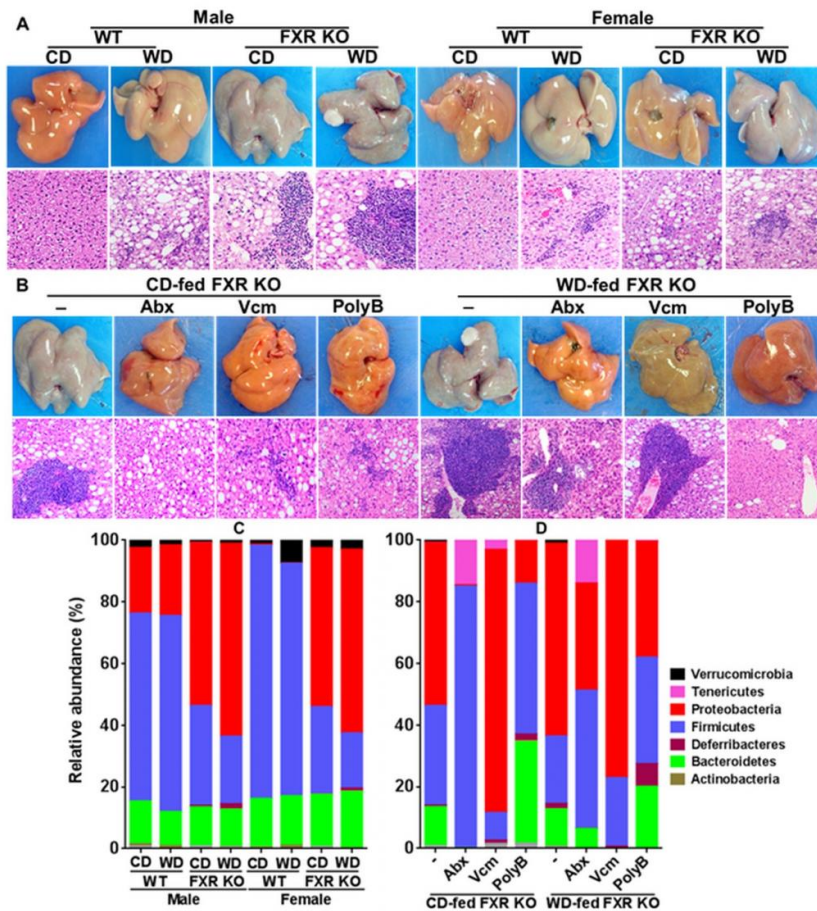 A
Male
Female
WT
FXR KO
WT
FXR KO
CD
WD
CD
WD
CD
WD
CD
WD
B
CD-fed FXR KO
WD-fed FXR KO
–
Abx
Vcm
PolyB
–
Abx
Vcm
PolyB
C
D
100
80
60
40
20
0
Relative abundance (%)
CD WD CD WD CD WD CD WD
WT FXR KO WT FXR KO
Male Female
100
80
60
40
20
0
- Abx Vcm PolyB - Abx Vcm PolyB
CD-fed FXR KO WD-fed FXR KO
Verrucomicrobia
Tenericutes
Proteobacteria
Firmicutes
Deferribacteres
Bacteroidetes
Actinobacteria